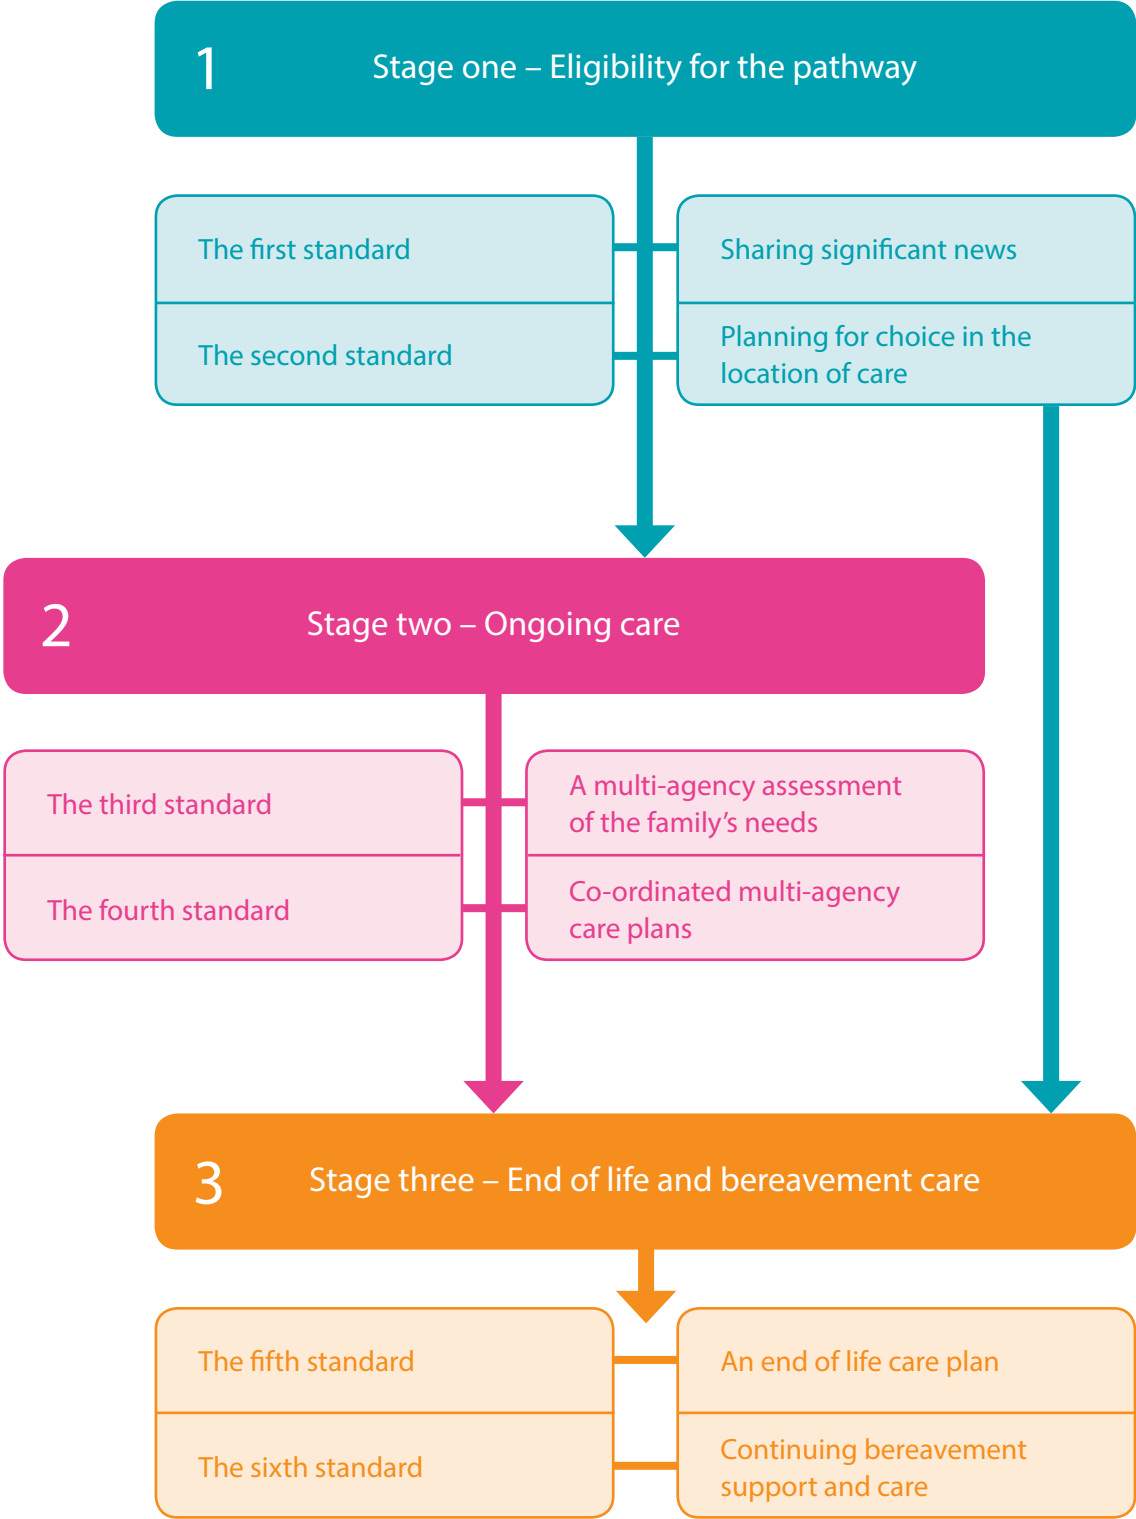 1
Stage one – Eligibility for the pathway
The first standard
Sharing significant news
The second standard
Planning for choice in the
location of care
2
Stage two – Ongoing care
The third standard
A multi-agency assessment
of the family’s needs
The fourth standard
Co-ordinated multi-agency
care plans
3
Stage three – End of life and bereavement care
The fifth standard
An end of life care plan
The sixth standard
Continuing bereavement
support and care